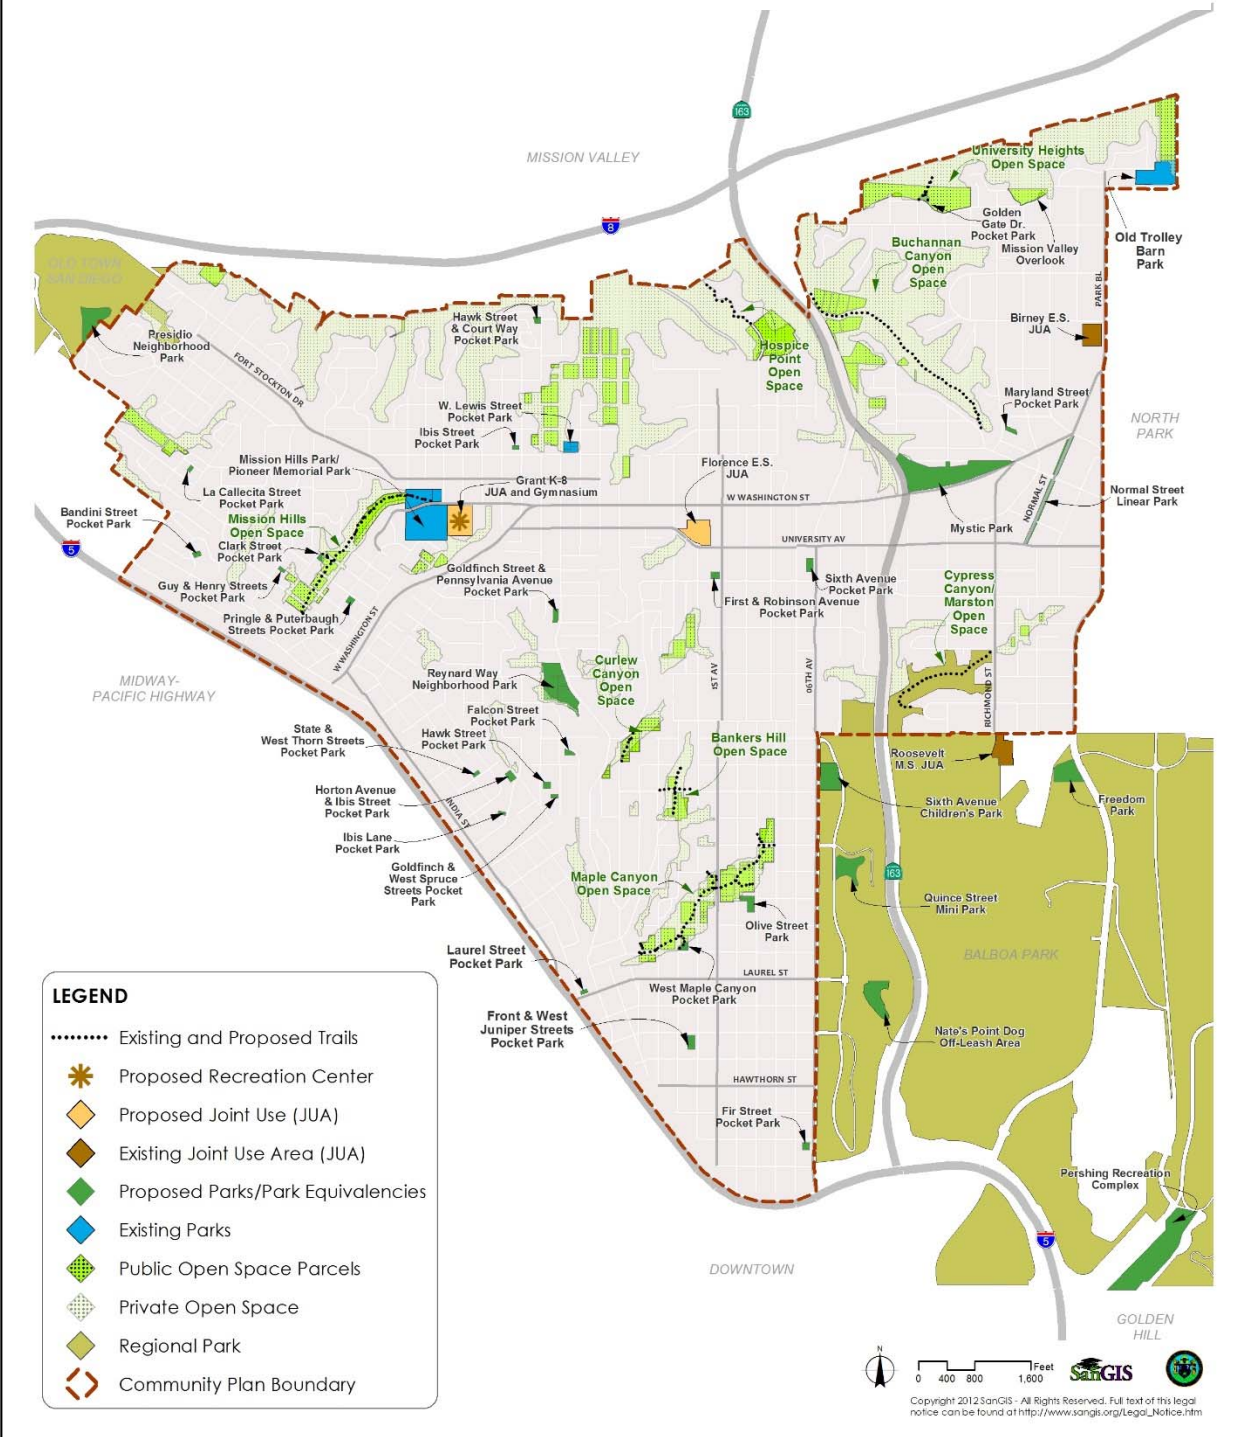 163
MISSION VALLEY
8
University Heights
Open Space
Golden
Gate Dr.
Pocket Park
Mission Valley
Overlook
Old Trolley
Barn
Park
Buchannan
Canyon
Open
Space
PARK BL
OLD TOWN
SAN DIEGO
Presidio
Neighborhood
Park
FORT STOCKTON DR
Hawk Street
& Court Way
Pocket Park
Hospice
Point
Open
Space
Birney E.S.
JUA
Maryland Street
Pocket Park
NORTH
PARK
W. Lewis Street
Pocket Park
Ibis Street
Pocket Park
Mission Hills Park/
Pioneer Memorial Park
Grant K-8
JUA and Gymnasium
Florence E.S.
JUA
W WASHINGTON ST
La Callecita Street
Pocket Park
Bandini Street
Pocket Park
Mission Hills
Open Space
Clark Street
Pocket Park
5
Guy & Henry Streets
Pocket Park
Pringle & Puterbaugh
Streets Pocket Park
W WASHINGTON ST
Goldfinch Street &
Pennsylvania Avenue
Pocket Park
UNIVERSITY AV
Mystic Park
NORMAL ST
Normal Street
Linear Park
Sixth Avenue
Pocket Park
First & Robinson Avenue
Pocket Park
Cypress
Canyon/
Marston
Open
Space
MIDWAY-
PACIFIC HIGHWAY
Reynard Way
Neighborhood Park
Curlew
Canyon
Open
Space
1ST AV
06TH AV
RICHMOND ST
Falcon Street
Pocket Park
Hawk Street
Pocket Park
State &
West Thorn Streets
Pocket Park
Bankers Hill
Open Space
Roosevelt
M.S. JUA
Horton Avenue
& Ibis Street
Pocket Park
INDIA ST
Sixth Avenue
Children's Park
Freedom
Park
Ibis Lane
Pocket Park
Goldfinch &
West Spruce
Streets Pocket
Park
Maple Canyon
Open Space
163
Quince Street
Mini Park
Olive Street
Park
BALBOA PARK
Laurel Street
Pocket Park
LAUREL ST
West Maple Canyon
Pocket Park
Front & West
Juniper Streets
Pocket Park
Nate's Point Dog
Off-Leash Area
HAWTHORN ST
Fir Street
Pocket Park
Pershing Recreation
Complex
5
DOWNTOWN
GOLDEN
HILL
LEGEND
Existing and Proposed Trails
Proposed Recreation Center
Proposed Joint Use (JUA)
Existing Joint Use Area (JUA)
Proposed Parks/Park Equivalencies
Existing Parks
Public Open Space Parcels
Private Open Space
Regional Park
Community Plan Boundary
N
Feet
0 400 800 1,600
SanGIS
Copyright 2012 SanGIS - All Rights Reserved. Full text of this legal
notice can be found at http://www.sangis.org/Legal_Notice.htm